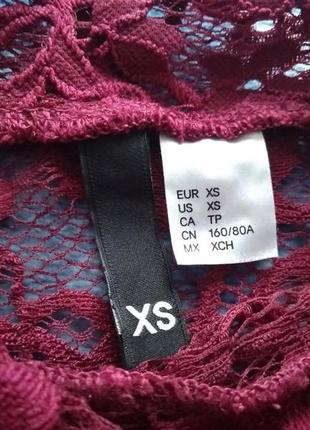 EUR XS
US XS
CA TP
CN 160/80A
MX XCH
XS